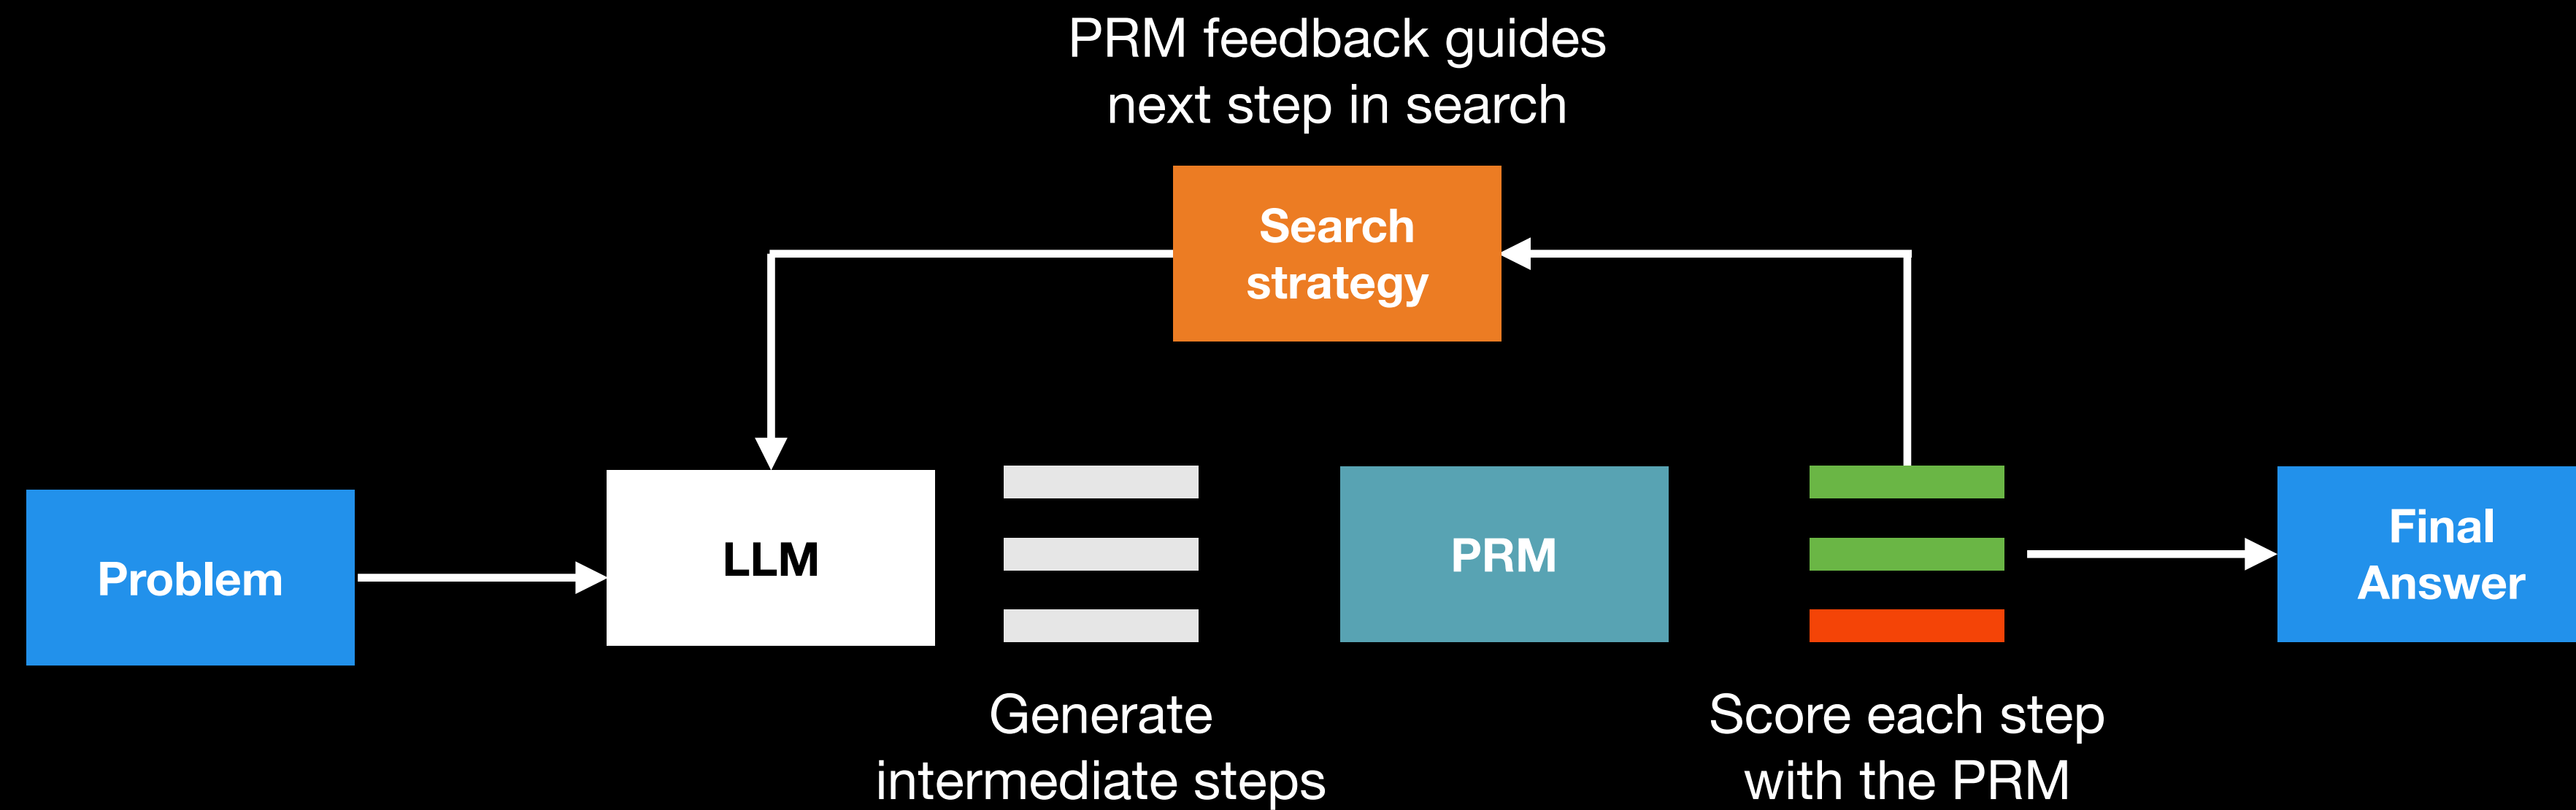 PRM feedback guides
next step in search
Search
strategy
Problem
LLM
PRM
Final
Answer
Generate
intermediate steps
Score each step
with the PRM